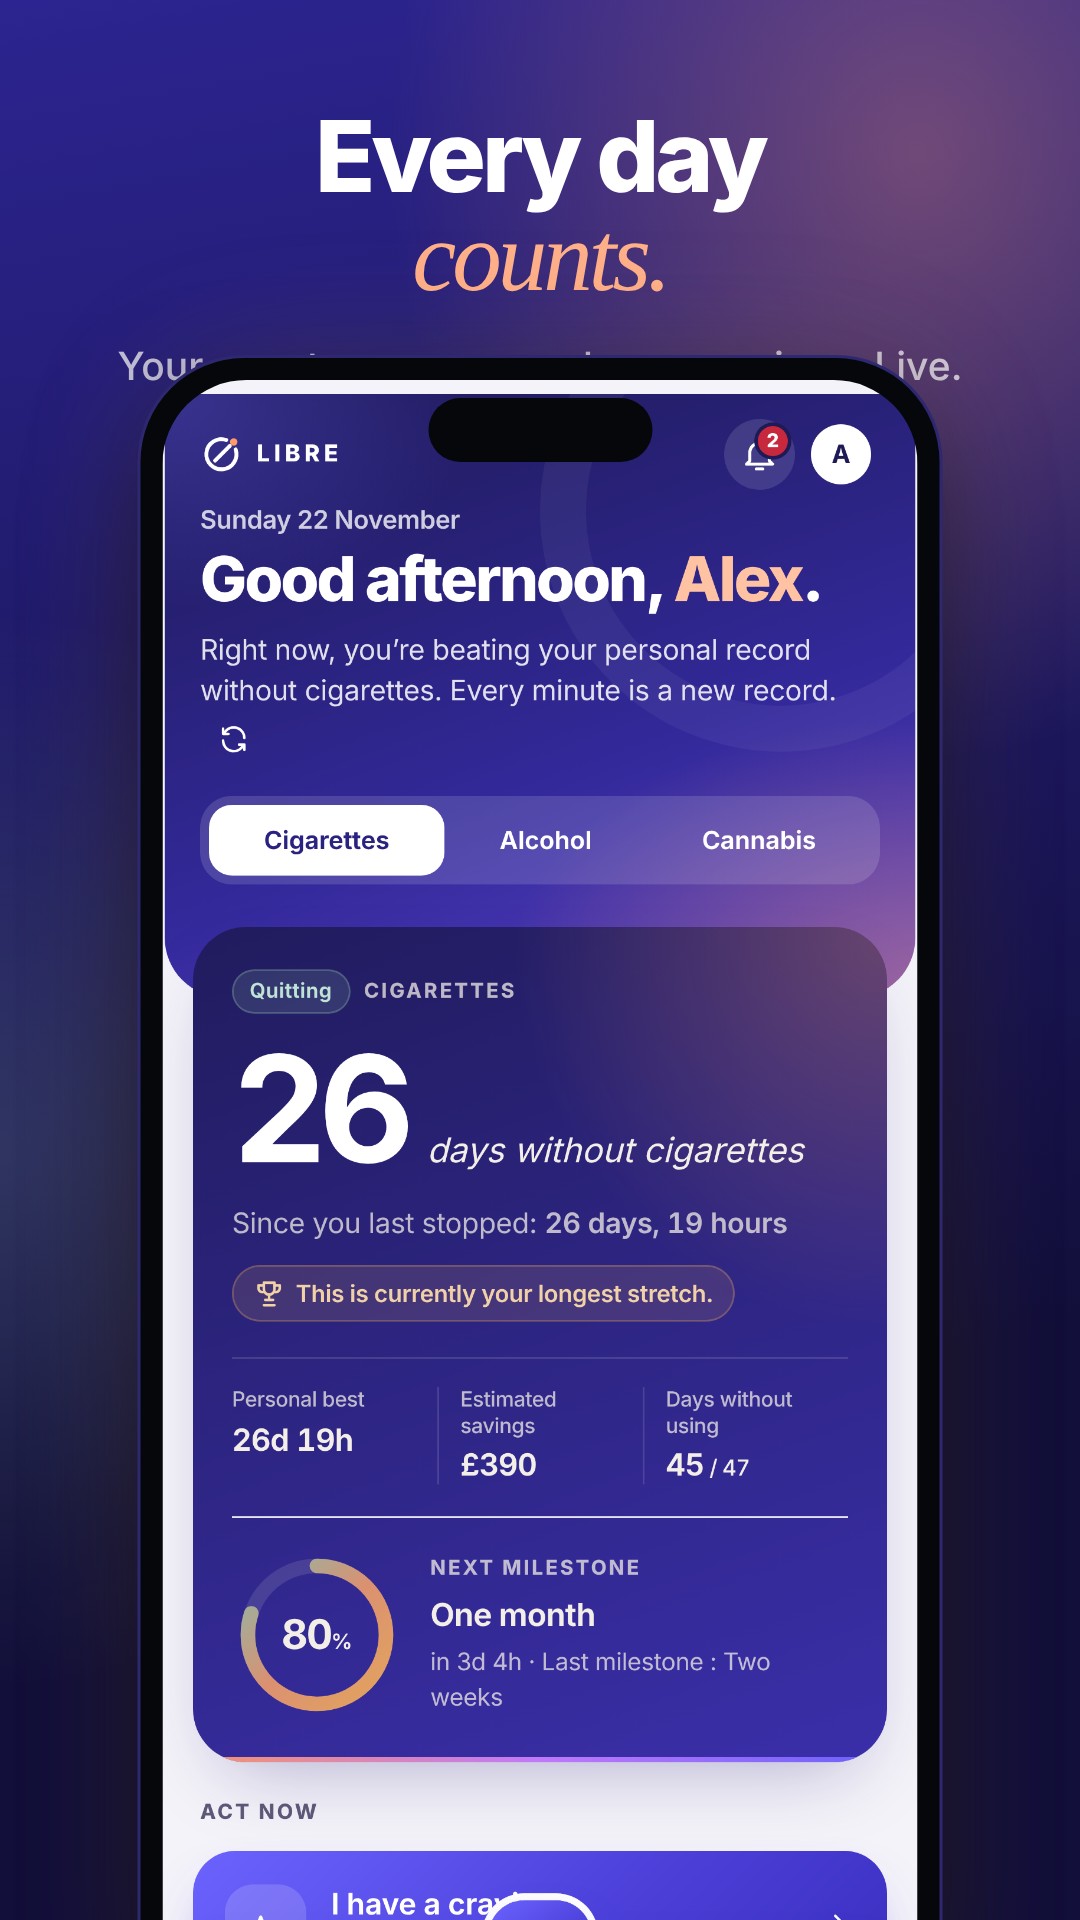 Every day
counts.
Your
Live.
LIBRE
2
A
Sunday 22 November
Good afternoon, Alex.
Right now, you’re beating your personal record
without cigarettes. Every minute is a new record.
Cigarettes
Alcohol
Cannabis
Quitting
CIGARETTES
26 days without cigarettes
Since you last stopped: 26 days, 19 hours
This is currently your longest stretch.
Personal best
26d 19h
Estimated
savings
£390
Days without
using
45 / 47
80%
NEXT MILESTONE
One month
in 3d 4h · Last milestone : Two
weeks
ACT NOW
I have a